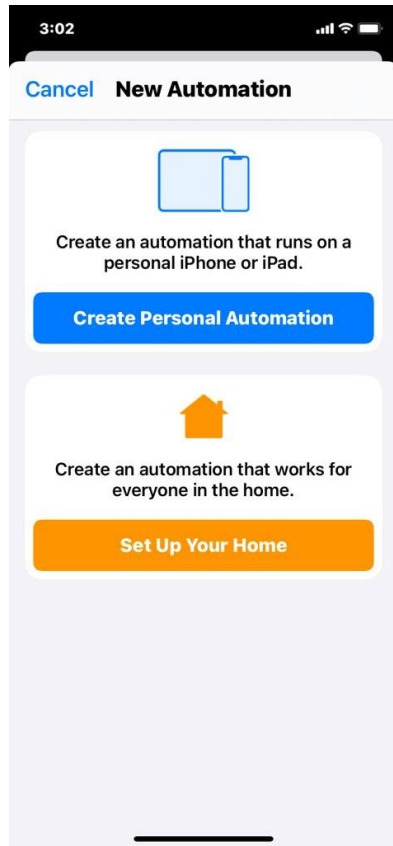 3:02
Cancel New Automation
Create an automation that runs on a
personal iPhone or iPad.
Create Personal Automation
Create an automation that works for
everyone in the home.
Set Up Your Home